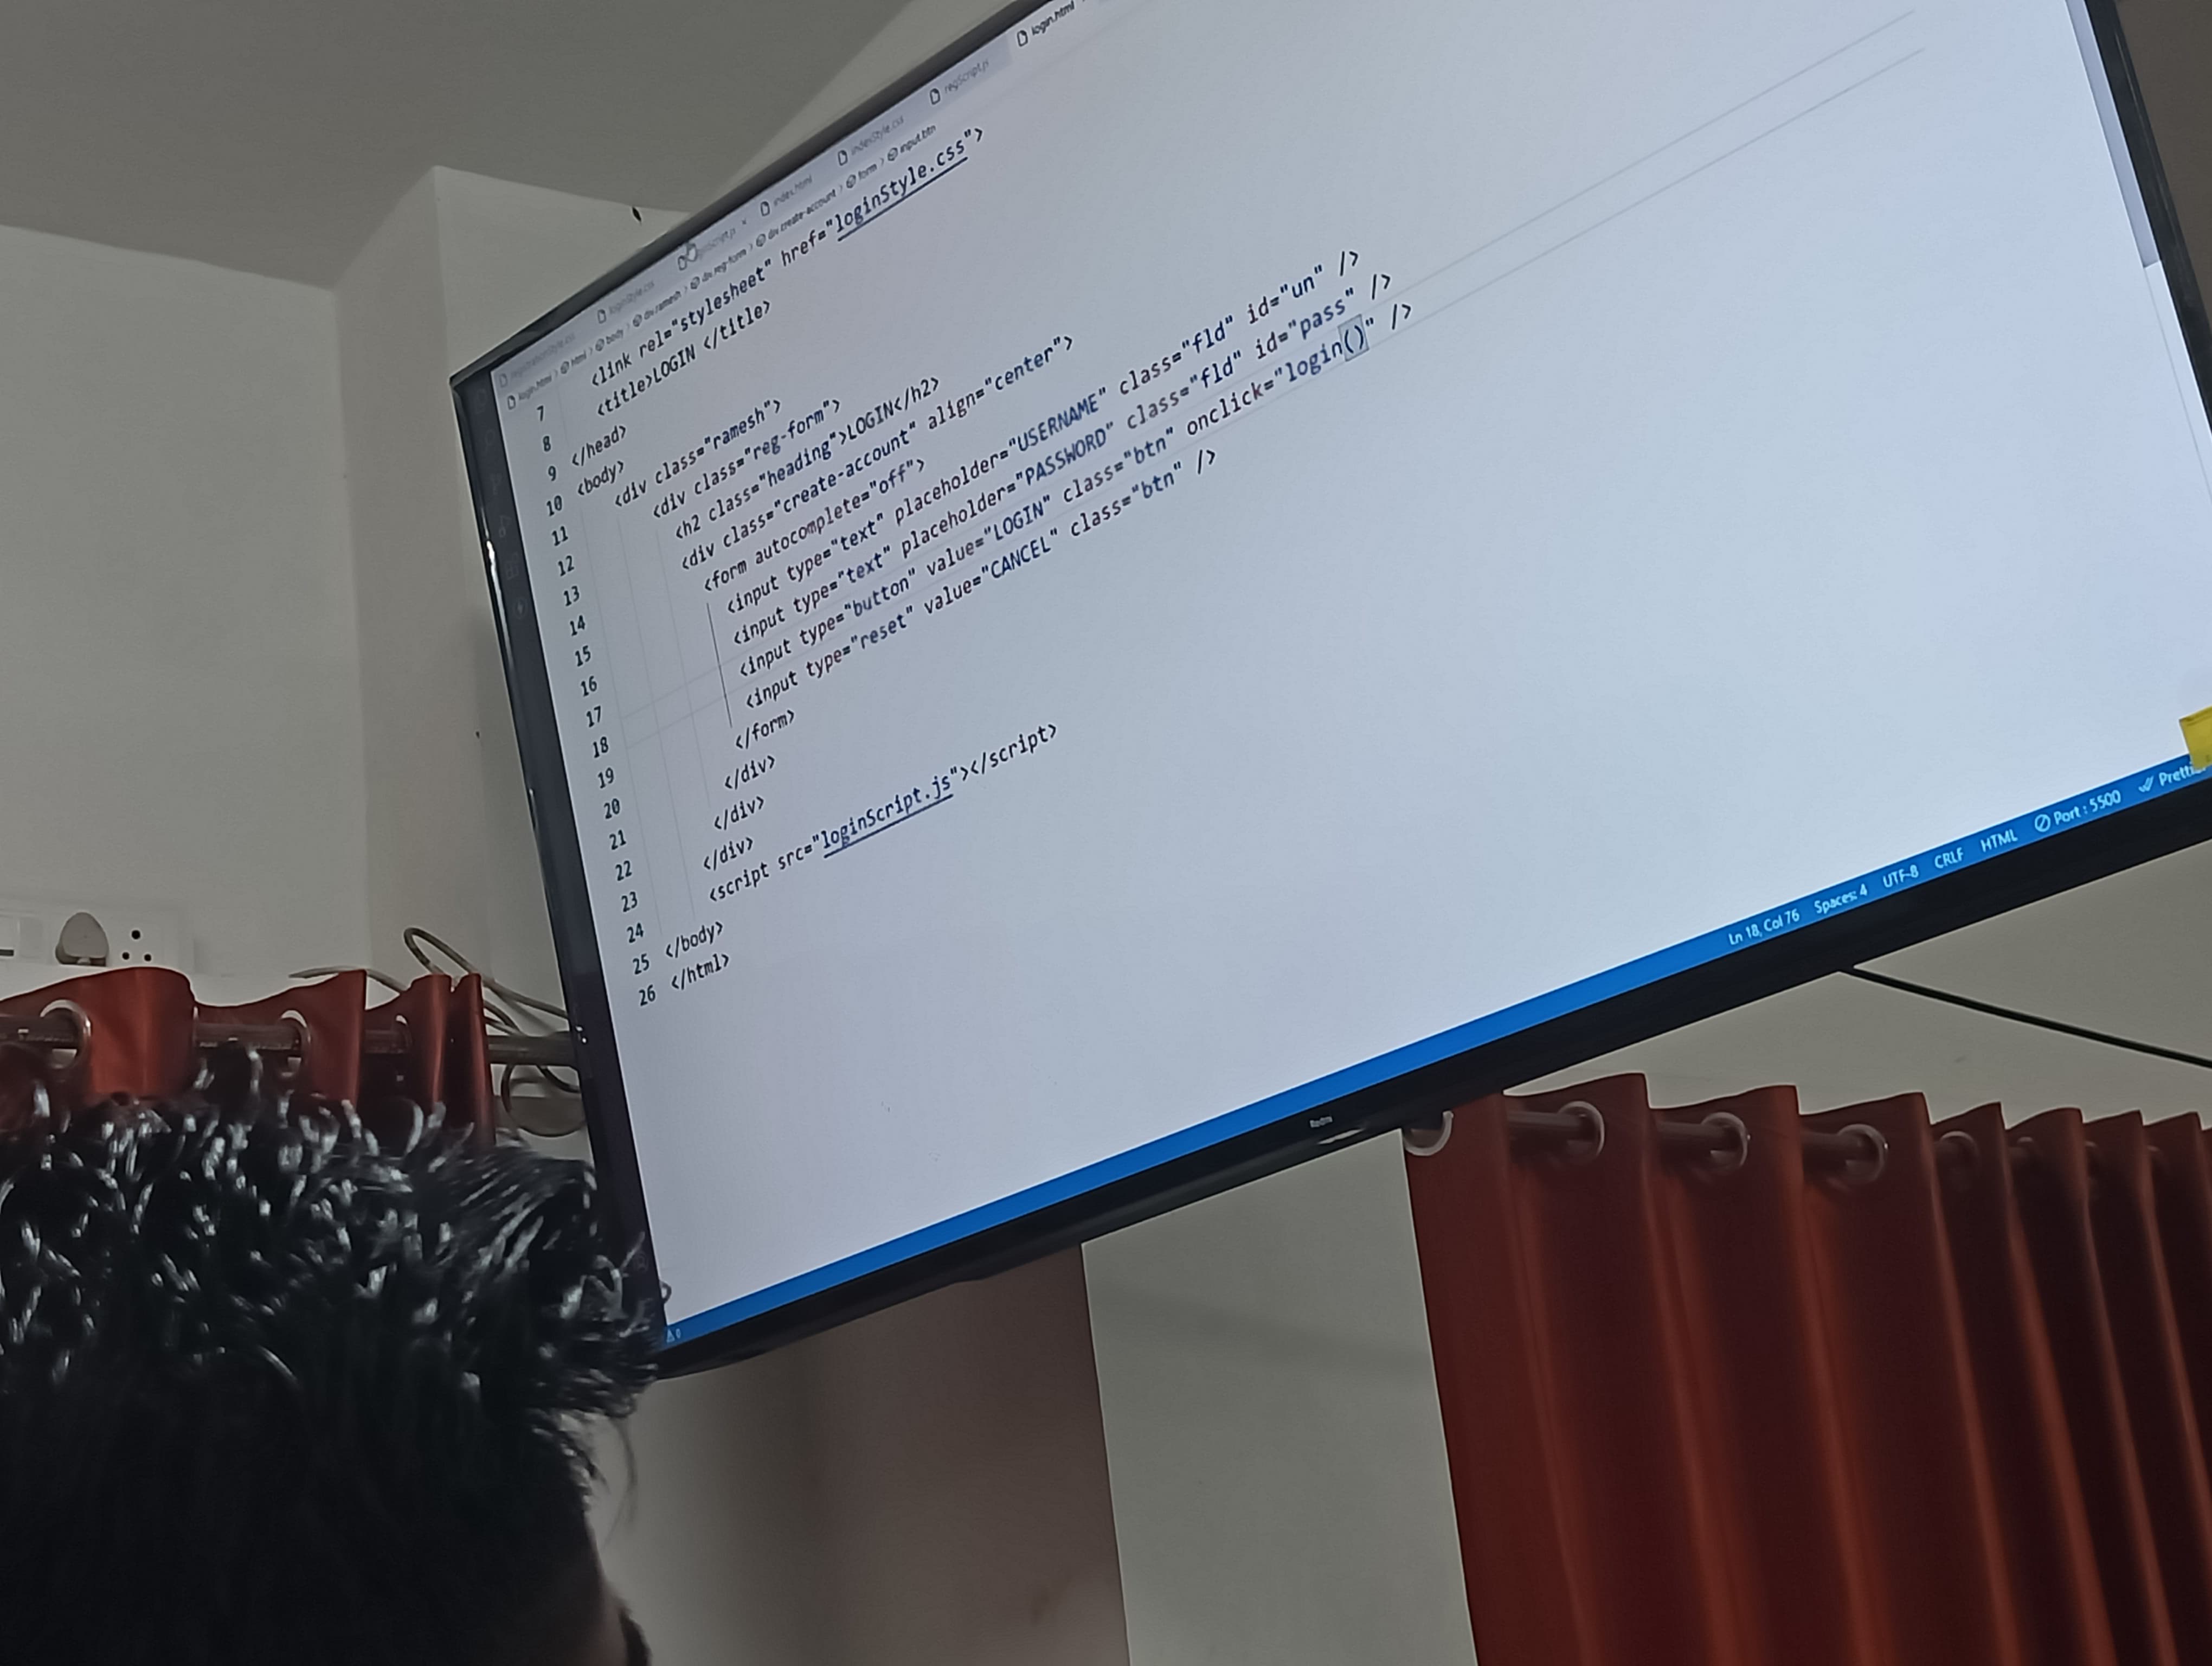 loginStyle.css
loginScript.js ×
index.html
indexStyle.css
regScript.js
login.html
login.html > html > body > div.ramesh > div.reg-form > div.create-account > form > input.btn
7 <link rel="stylesheet" href="loginStyle.css">
8 <title>LOGIN </title>
9 </head>
10 <body>
11 <div class="ramesh">
12 <div class="reg-form">
13 <h2 class="heading">LOGIN</h2>
14 <div class="create-account" align="center">
15 <form autocomplete="off">
16 <input type="text" placeholder="USERNAME" class="fld" id="un" />
17 <input type="text" placeholder="PASSWORD" class="fld" id="pass" />
18 <input type="button" value="LOGIN" class="btn" onclick="login()" />
19 <input type="reset" value="CANCEL" class="btn" />
20 </form>
21 </div>
22 </div>
23 </div>
24 <script src="loginScript.js"></script>
25 </body>
26 </html>
0 Ln 18, Col 76 Spaces: 4 UTF-8 CRLF HTML Port : 5500
Redmi